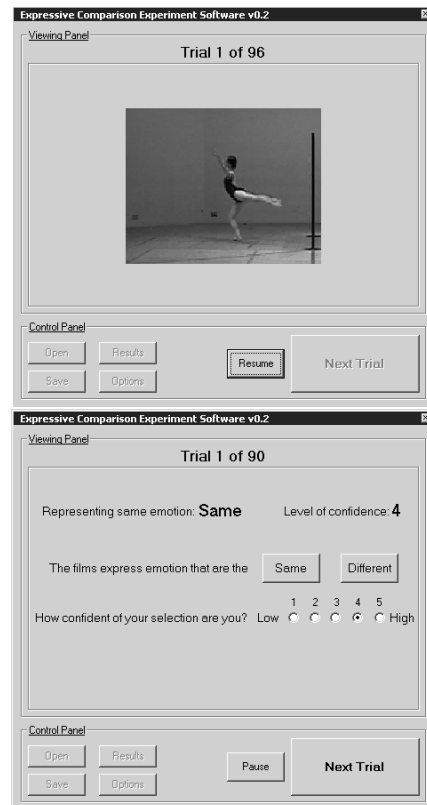 Expressive Comparison Experiment Software v0.2
Viewing Panel
Trial 1 of 96
Control Panel
Open Results
Resume Next Trial
Save Options
Expressive Comparison Experiment Software v0.2
Viewing Panel
Trial 1 of 90
Representing same emotion: Same Level of confidence: 4
The films express emotion that are the Same Different
1 2 3 4 5
How confident of your selection are you? Low High
Control Panel
Open Results
Pause Next Trial
Save Options